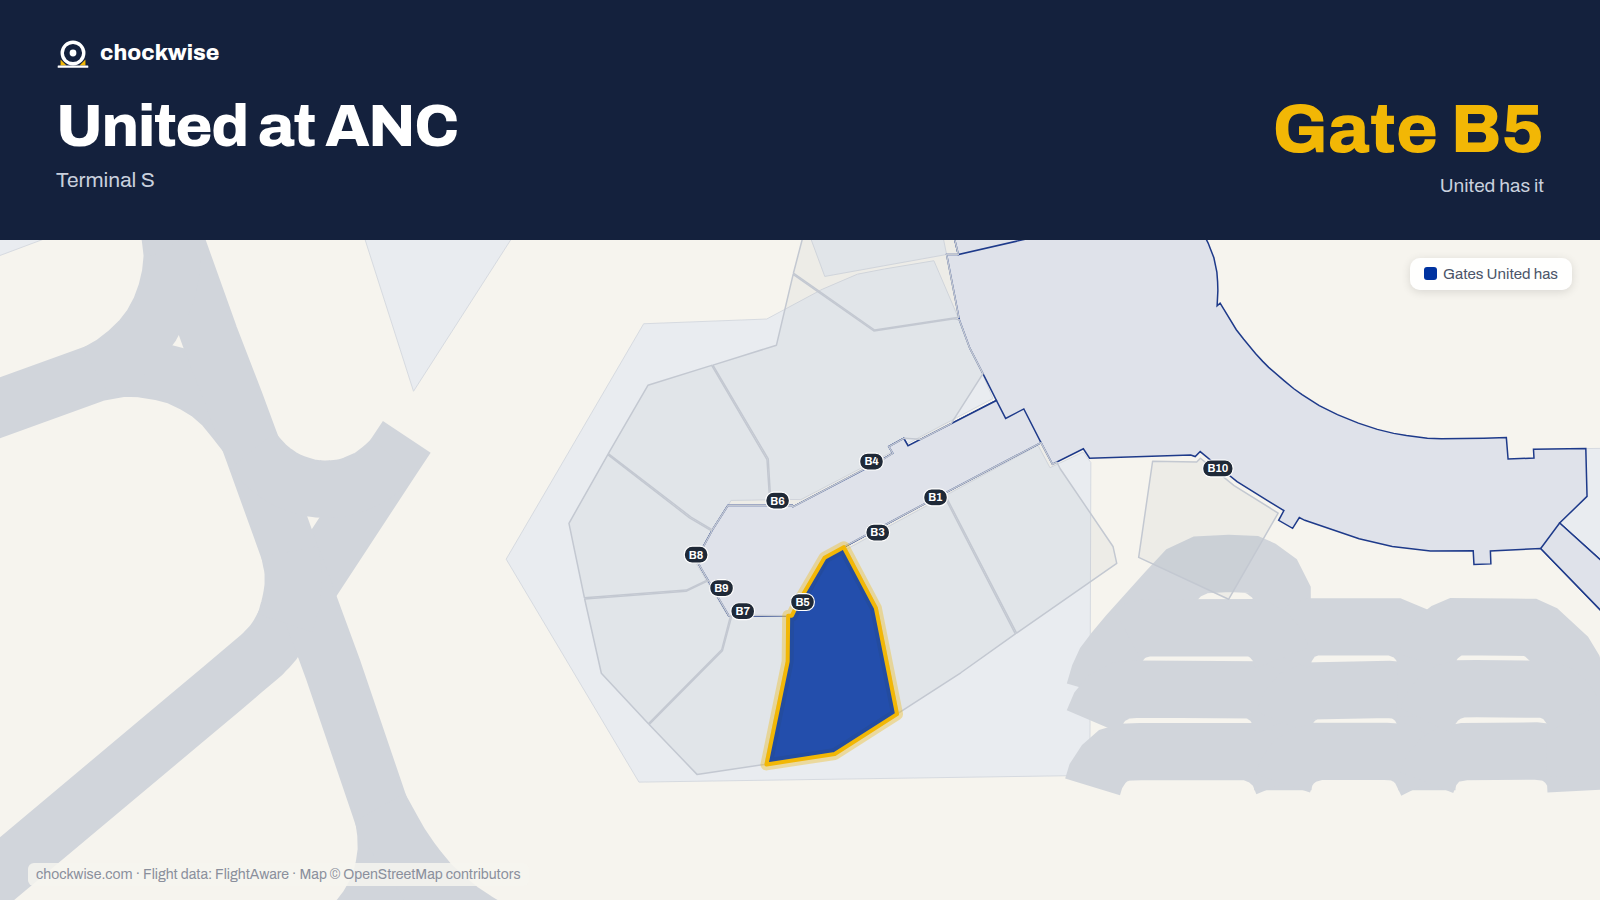 chockwise
United at ANC
Terminal S
Gate B5
United has it
Gates United has
B4
B10
B6
B1
B3
B8
B9
B5
B7
chockwise.com · Flight data: FlightAware · Map © OpenStreetMap contributors